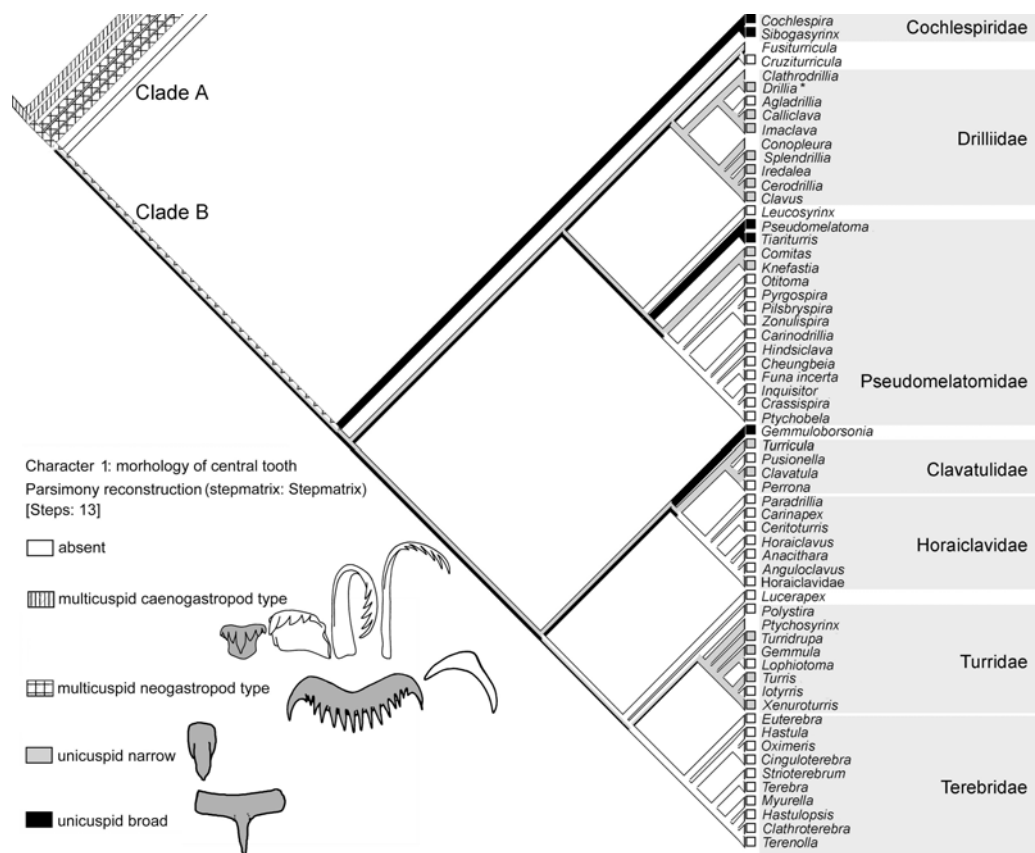 Clade A
Clade B
Cochlespira
Sibogasyrinx
Cochlespiridae
Fusiturricula
Cruziturricula
Clathrodrillia
Drillia *
Agladrillia
Calliclava
Imaclava
Conopleura
Splendrillia
Iredalea
Cerodrillia
Clavus
Drilliidae
Leucosyrinx
Pseudomelatoma
Tiariturris
Comitas
Knefastia
Otitoma
Pyrgospira
Pilsbryspira
Zonulispira
Carinodrillia
Hindsiclava
Cheungbeia
Funa incerta
Inquisitor
Crassispira
Ptychobela
Pseudomelatomidae
Gemmuloborsonia
Turricula
Pusionella
Clavatula
Perrona
Clavatulidae
Paradrillia
Carinapex
Ceritoturris
Horaiclavus
Anacithara
Anguloclavus
Horaiclavidae
Horaiclavidae
Lucerapex
Polystira
Ptychosyrinx
Turridrupa
Gemmula
Lophiotoma
Turris
Iotyrris
Xenuroturris
Turridae
Euterebra
Hastula
Oximeris
Cinguloterebra
Strioterebrum
Terebra
Myurella
Hastulopsis
Clathroterebra
Terenolla
Terebridae
Character 1: morhology of central tooth
Parsimony reconstruction (stepmatrix: Stepmatrix)
[Steps: 13]
absent
multicuspid caenogastropod type
multicuspid neogastropod type
unicuspid narrow
unicuspid broad